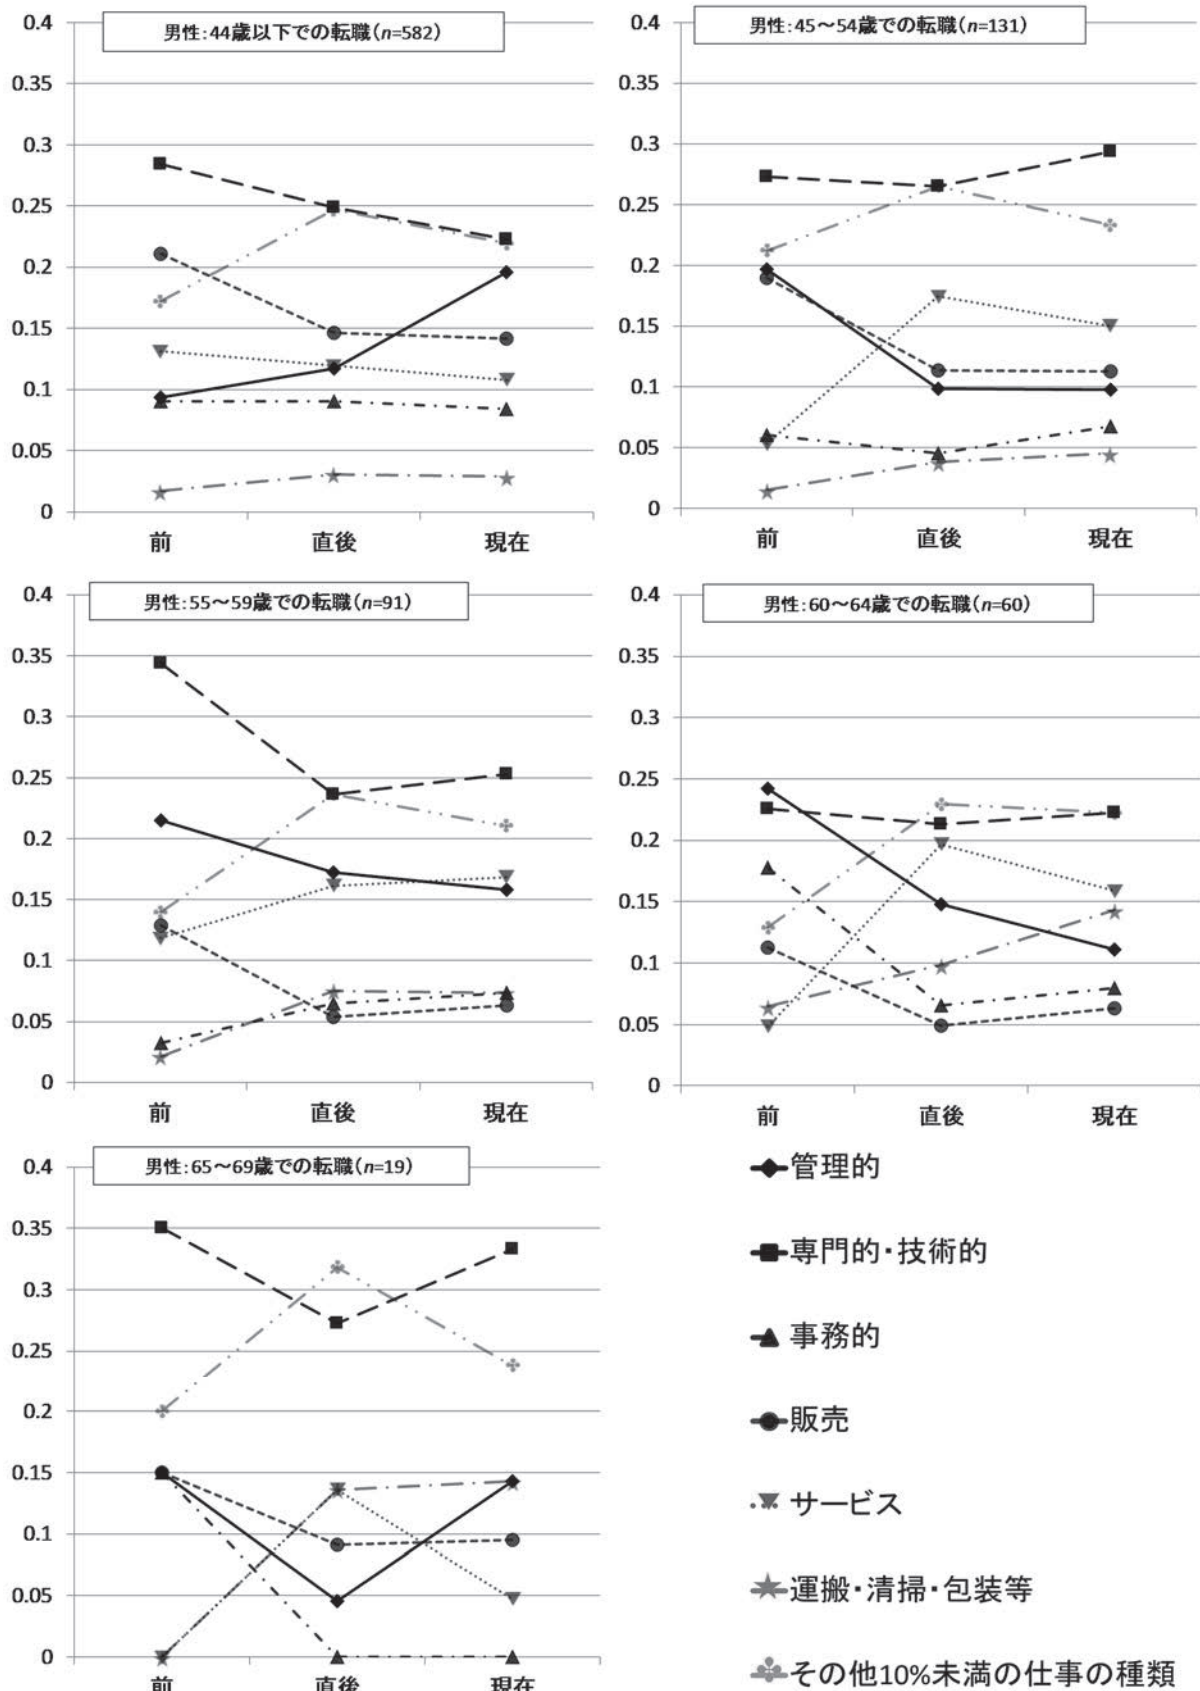 男性：44歳以下での転職（n=582）
0.4
0.35
0.3
0.25
0.2
0.15
0.1
0.05
0
前 直後 現在
男性：45～54歳での転職（n=131）
0.4
0.35
0.3
0.25
0.2
0.15
0.1
0.05
0
前 直後 現在
男性：55～59歳での転職（n=91）
0.4
0.35
0.3
0.25
0.2
0.15
0.1
0.05
0
前 直後 現在
男性：60～64歳での転職（n=60）
0.4
0.35
0.3
0.25
0.2
0.15
0.1
0.05
0
前 直後 現在
男性：65～69歳での転職（n=19）
0.4
0.35
0.3
0.25
0.2
0.15
0.1
0.05
0
前 直後 現在
管理的
専門的・技術的
事務的
販売
サービス
運搬・清掃・包装等
その他10%未満の仕事の種類